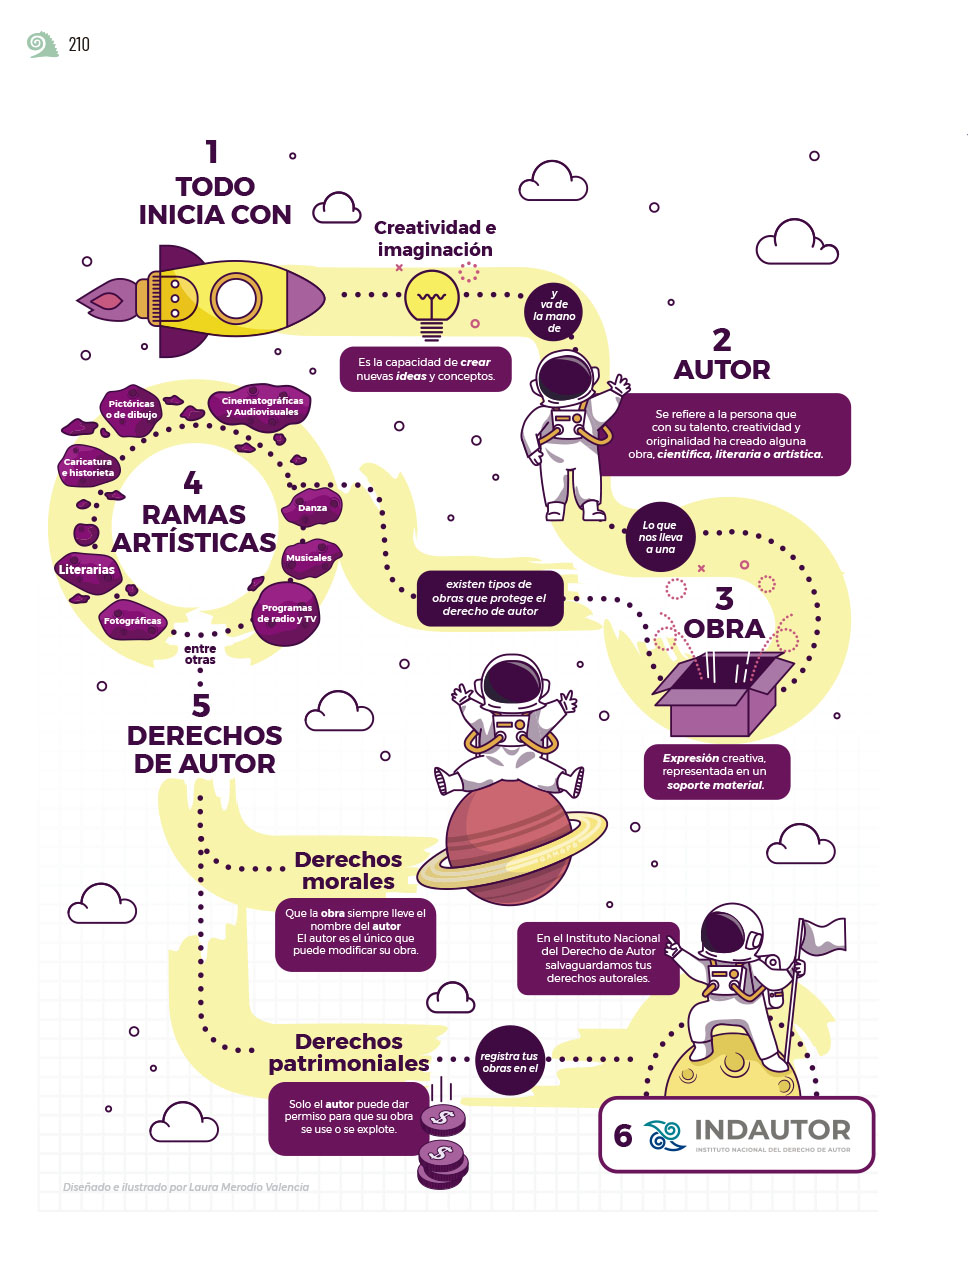 210
1
TODO
INICIA CON
Creatividad e
imaginación
Es la capacidad de crear
nuevas ideas y conceptos.
y
va de
la mano
de
2
AUTOR
Se refiere a la persona que
con su talento, creatividad y
originalidad ha creado alguna
obra, científica, literaria o artística.
Lo que
nos lleva
a una
3
OBRA
Expresión creativa,
representada en un
soporte material.
existen tipos de
obras que protege el
derecho de autor
4
RAMAS
ARTÍSTICAS
Pictóricas
o de dibujo
Cinematográficas
y Audiovisuales
Caricatura
e historieta
Danza
Musicales
Literarias
Fotográficas
Programas
de radio y TV
entre
otras
5
DERECHOS
DE AUTOR
Derechos
morales
Que la obra siempre lleve el
nombre del autor
El autor es el único que
puede modificar su obra.
Derechos
patrimoniales
Solo el autor puede dar
permiso para que su obra
se use o se explote.
$
$
registra tus
obras en el
En el Instituto Nacional
del Derecho de Autor
salvaguardamos tus
derechos autorales.
6
INDAUTOR
INSTITUTO NACIONAL DEL DERECHO DE AUTOR
Diseñado e ilustrado por Laura Merodio Valencia